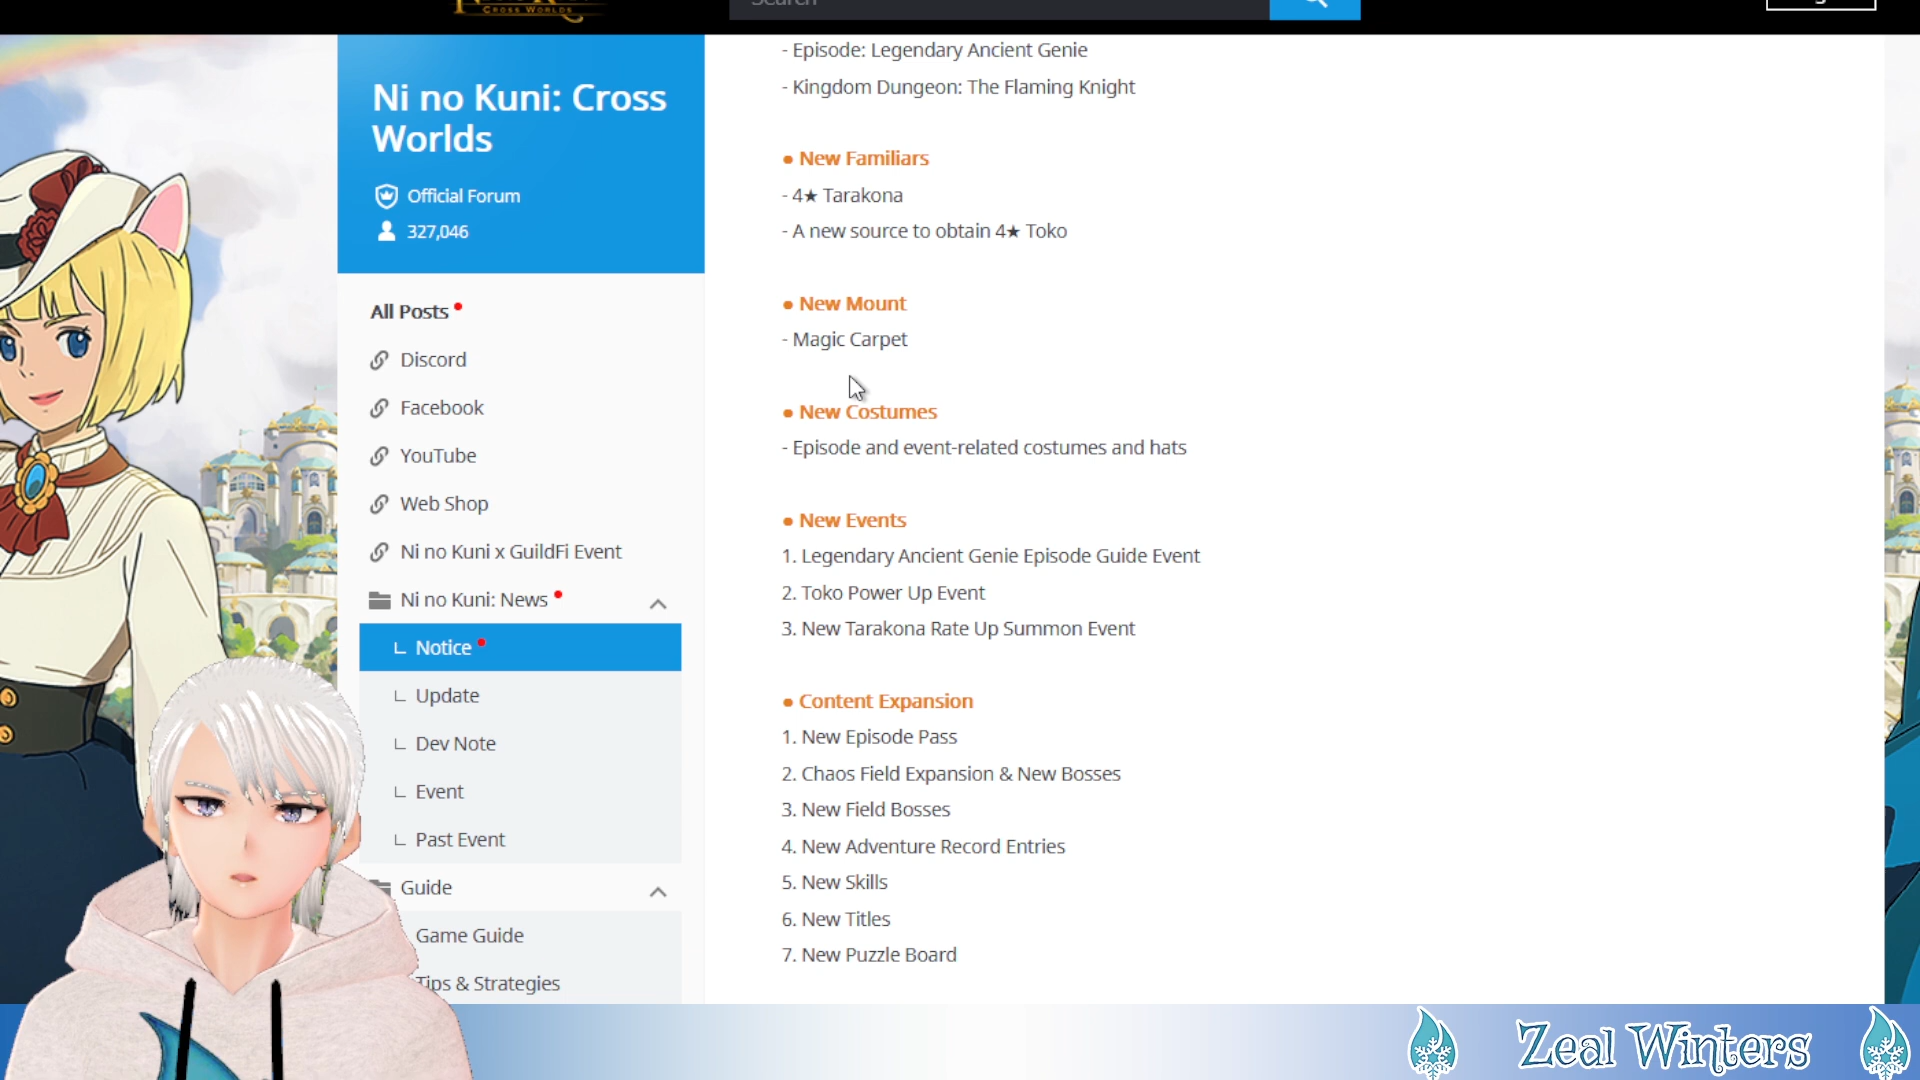 CROSS WORLDS
Search
Ni no Kuni: Cross
Worlds
Official Forum
327,046
All Posts
Discord
Facebook
YouTube
Web Shop
Ni no Kuni x GuildFi Event
Ni no Kuni: News
Notice
Update
Dev Note
Event
Past Event
Guide
Game Guide
Tips & Strategies
- Episode: Legendary Ancient Genie
- Kingdom Dungeon: The Flaming Knight
● New Familiars
- 4★ Tarakona
- A new source to obtain 4★ Toko
● New Mount
- Magic Carpet
● New Costumes
- Episode and event-related costumes and hats
● New Events
1. Legendary Ancient Genie Episode Guide Event
2. Toko Power Up Event
3. New Tarakona Rate Up Summon Event
● Content Expansion
1. New Episode Pass
2. Chaos Field Expansion & New Bosses
3. New Field Bosses
4. New Adventure Record Entries
5. New Skills
6. New Titles
7. New Puzzle Board
Zeal Winters